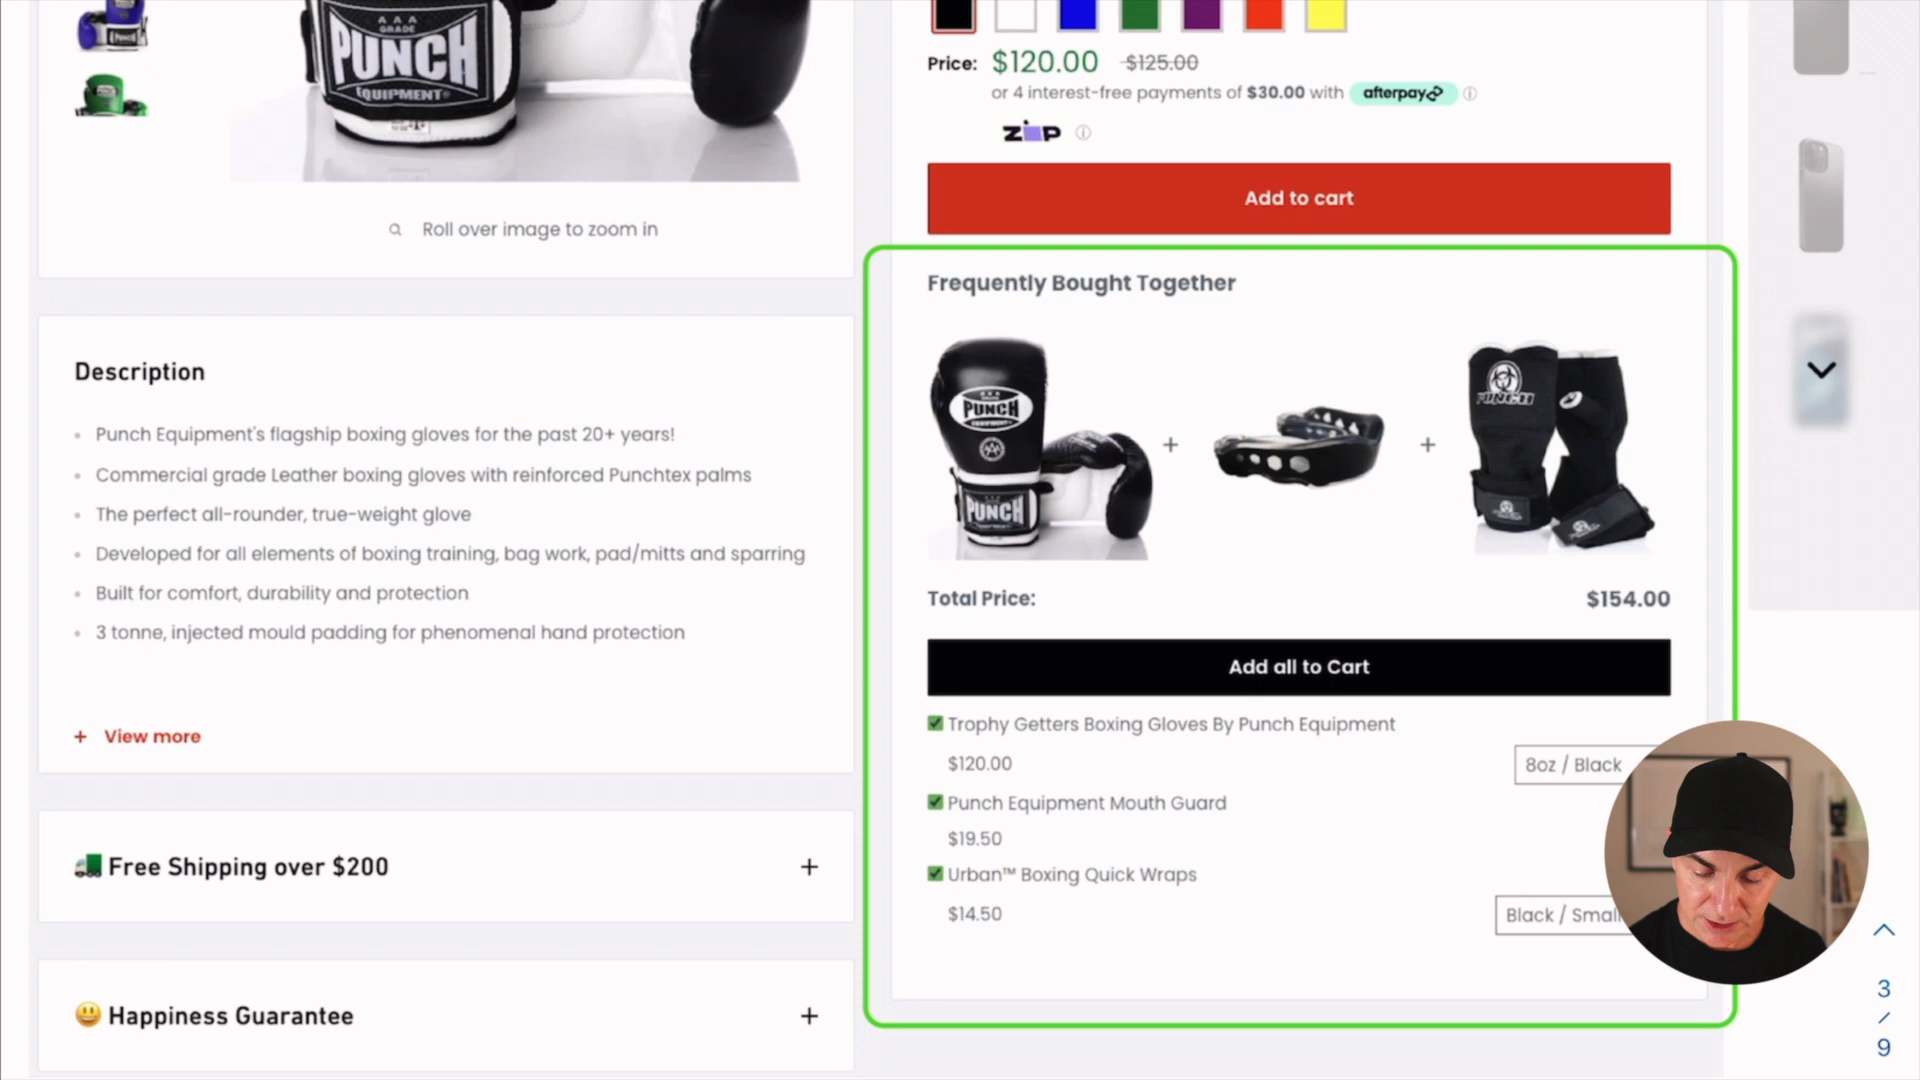 AAA
GRADE
PUNCH
EQUIPMENT®
Roll over image to zoom in
Description
Punch Equipment's flagship boxing gloves for the past 20+ years!
Commercial grade Leather boxing gloves with reinforced Punchtex palms
The perfect all-rounder, true-weight glove
Developed for all elements of boxing training, bag work, pad/mitts and sparring
Built for comfort, durability and protection
3 tonne, injected mould padding for phenomenal hand protection
+ View more
Free Shipping over $200 +
Happiness Guarantee +
Price: $120.00 $125.00
or 4 interest-free payments of $30.00 with afterpay
zip
Add to cart
Frequently Bought Together
PUNCH
PUNCH
+
+
PUNCH
Total Price: $154.00
Add all to Cart
Trophy Getters Boxing Gloves By Punch Equipment
$120.00
8oz / Black
Punch Equipment Mouth Guard
$19.50
Urban™ Boxing Quick Wraps
$14.50
Black / Small
3
/
9